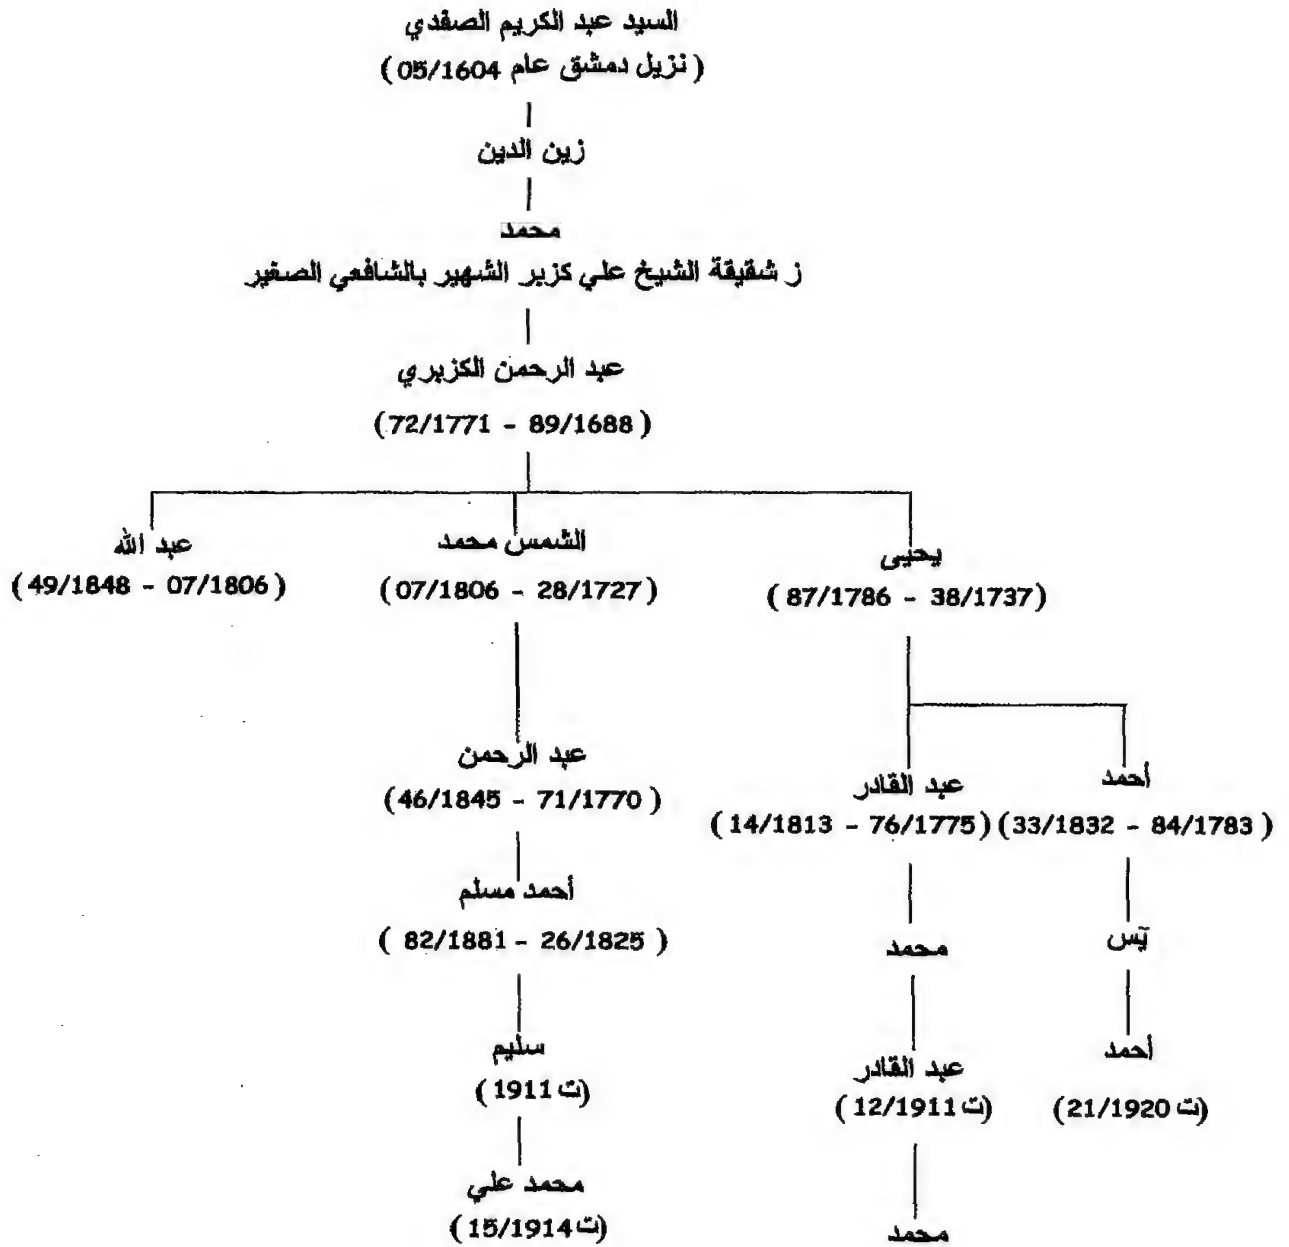 السيد عبد الكريم الصفدي
(نزيل دمشق عام 05/1604)
زين الدين
محمد
ز شقيقة الشيخ علي كزبر الشهير بالشافعي الصغير
عبد الرحمن الكزبري
(72/1771 - 89/1688)
يحيى
(87/1786 - 38/1737)
الشمس محمد
(07/1806 - 28/1727)
عبد الله
(49/1848 - 07/1806)
أحمد
(33/1832 - 84/1783)
عبد القادر
(14/1813 - 76/1775)
عبد الرحمن
(46/1845 - 71/1770)
يٓس
محمد
أحمد مسلم
(82/1881 - 26/1825)
أحمد
(ت 21/1920)
عبد القادر
(ت 12/1911)
سليم
(ت 1911)
محمد
محمد علي
(ت 15/1914)